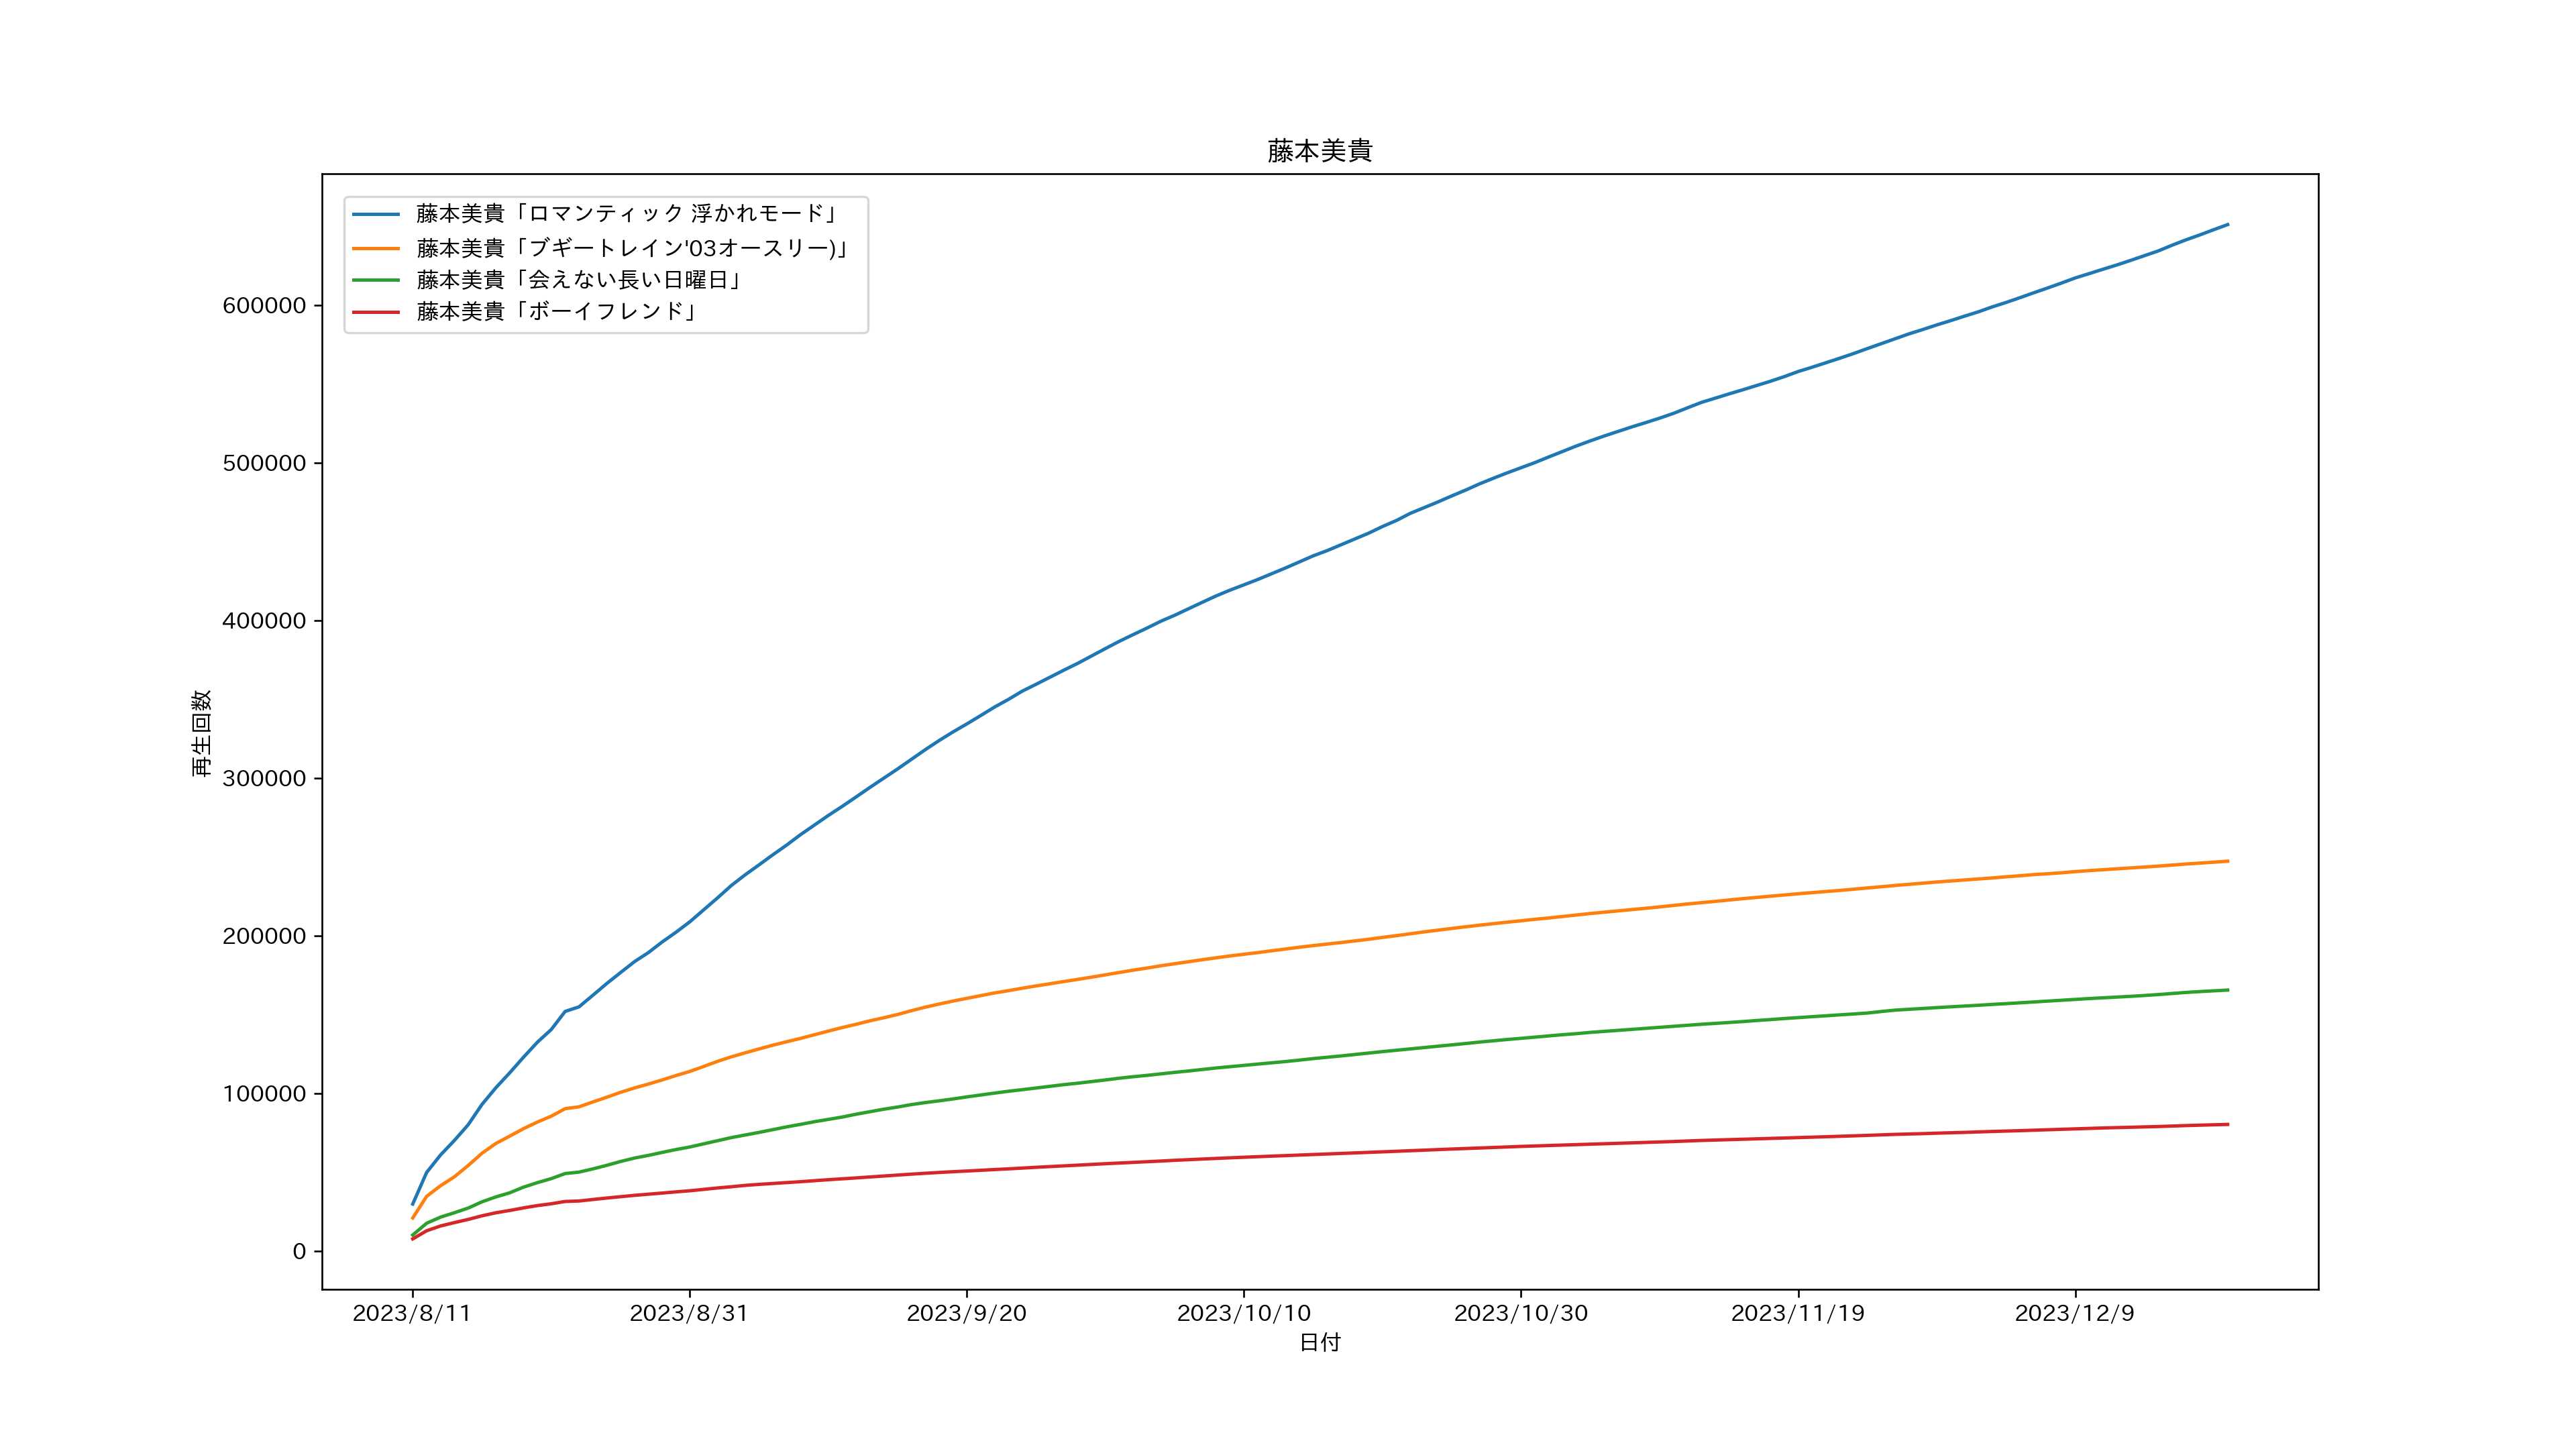 藤本美貴
藤本美貴「ロマンティック 浮かれモード」
藤本美貴「ブギートレイン'03オースリー)」
藤本美貴「会えない長い日曜日」
藤本美貴「ボーイフレンド」
再生回数
600000
500000
400000
300000
200000
100000
0
2023/8/11 2023/8/31 2023/9/20 2023/10/10 2023/10/30 2023/11/19 2023/12/9
日付